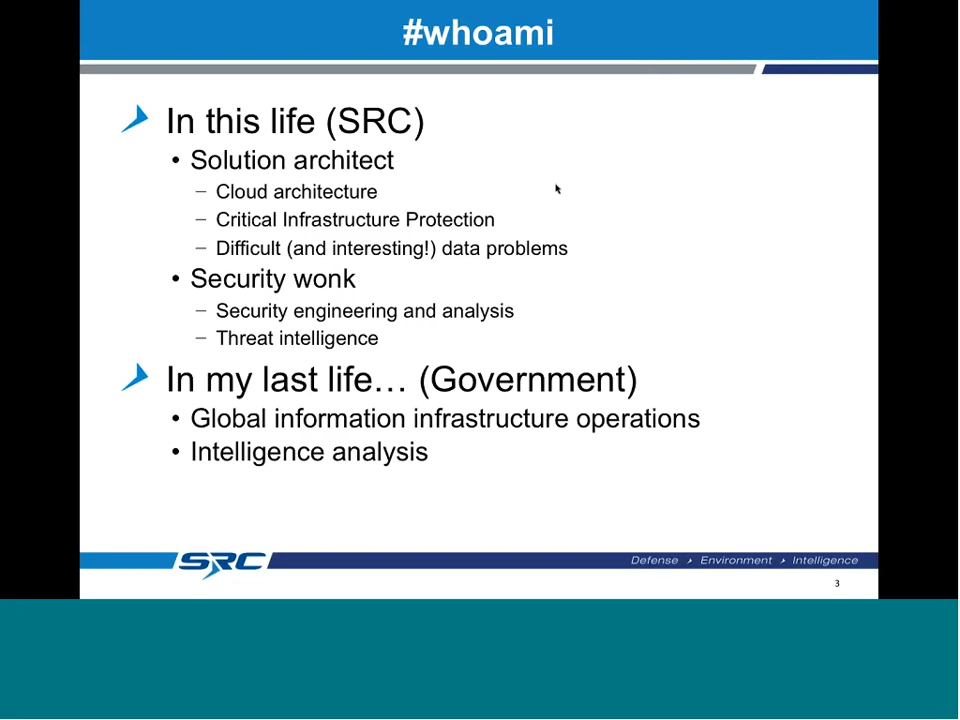 #whoami
In this life (SRC)
• Solution architect
– Cloud architecture
– Critical Infrastructure Protection
– Difficult (and interesting!) data problems
• Security wonk
– Security engineering and analysis
– Threat intelligence
In my last life… (Government)
• Global information infrastructure operations
• Intelligence analysis
SRC
Defense Environment Intelligence
3